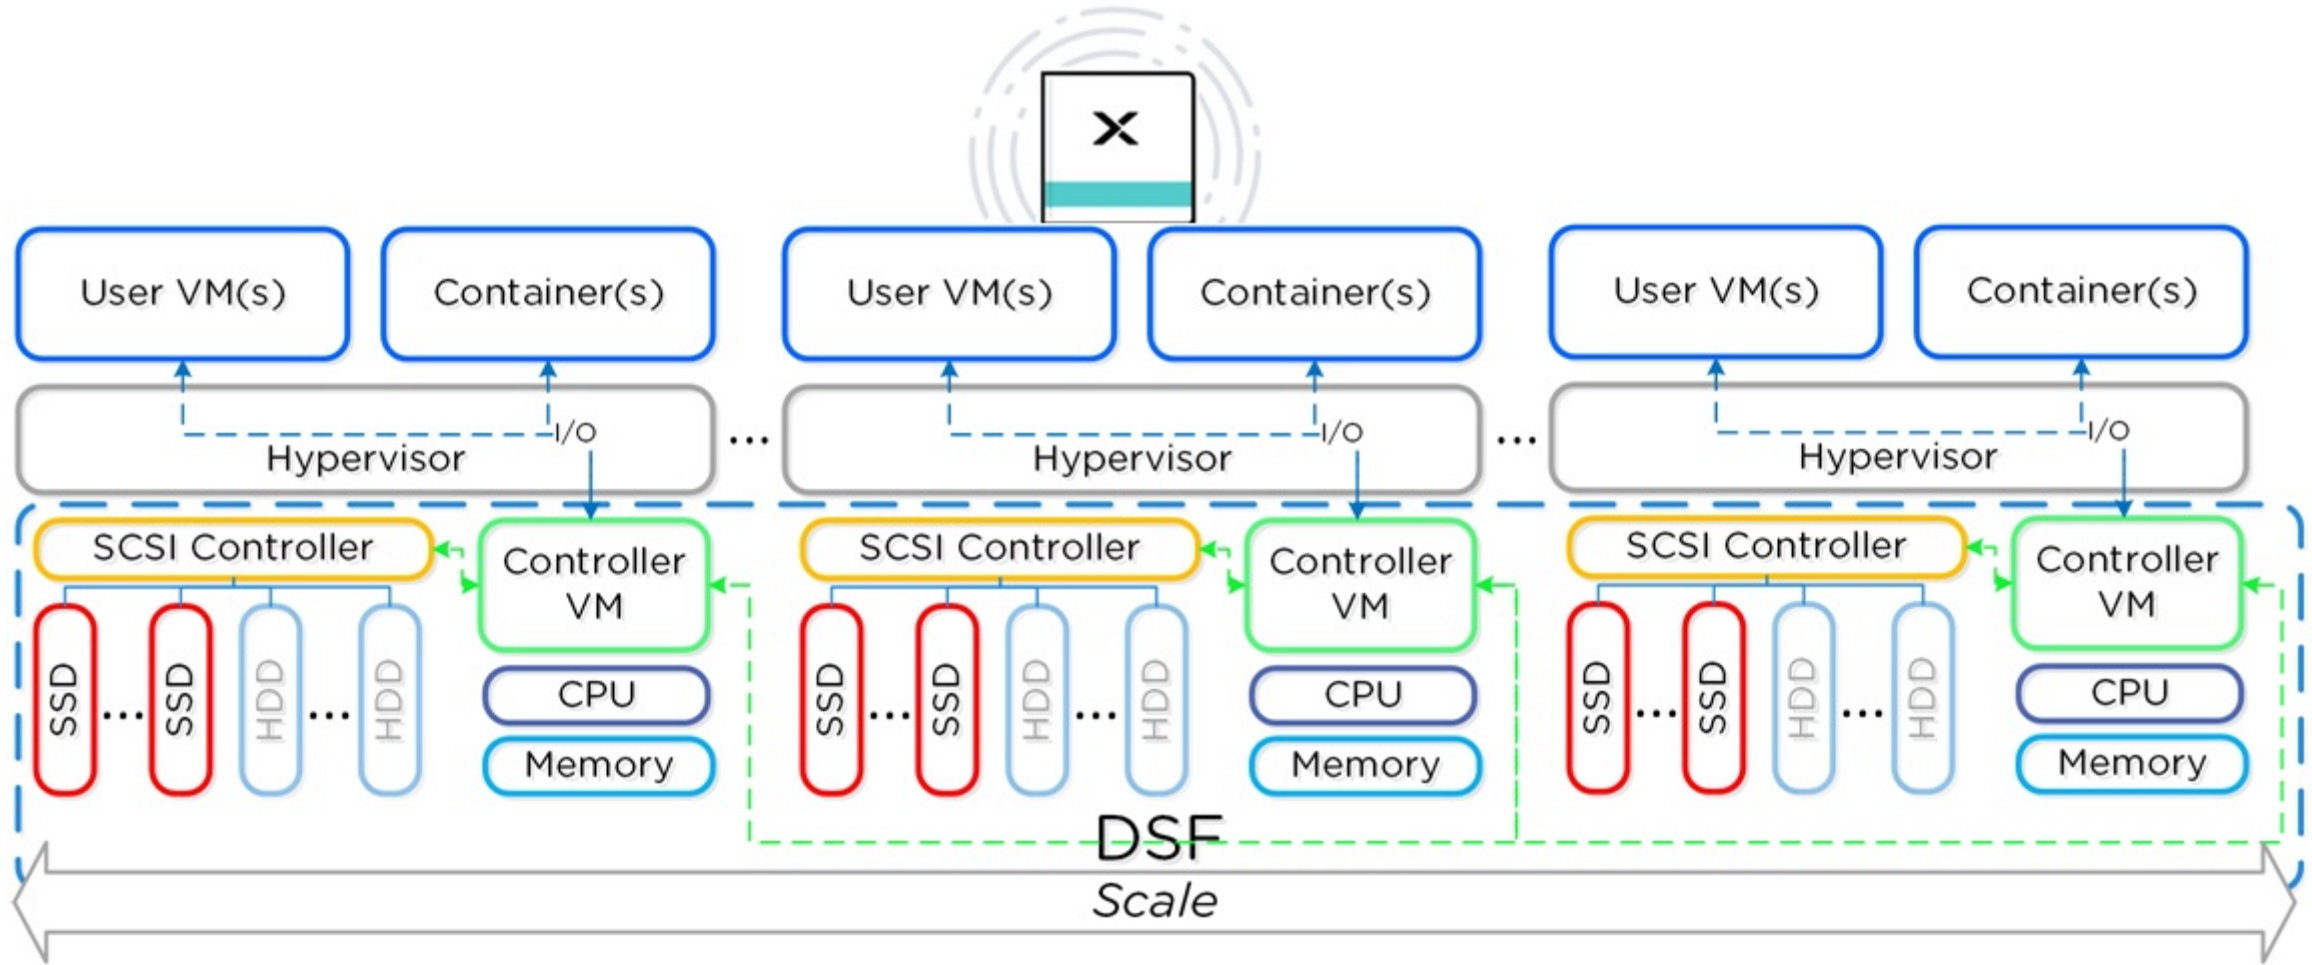 X
User VM(s)
Container(s)
User VM(s)
Container(s)
User VM(s)
Container(s)
I/O
Hypervisor
...
I/O
Hypervisor
...
I/O
Hypervisor
SCSI Controller
Controller
VM
SSD
...
SSD
HDD
...
HDD
CPU
Memory
SCSI Controller
Controller
VM
SSD
...
SSD
HDD
...
HDD
CPU
Memory
SCSI Controller
Controller
VM
SSD
...
SSD
HDD
...
HDD
CPU
Memory
DSF
Scale